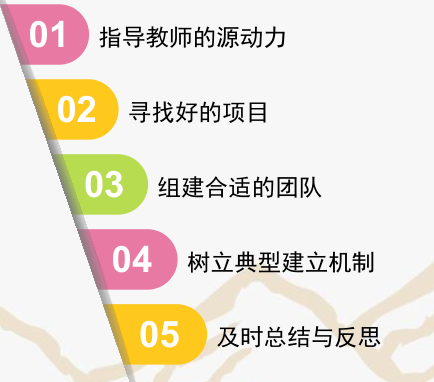 01 指导教师的源动力
02 寻找好的项目
03 组建合适的团队
04 树立典型建立机制
05 及时总结与反思